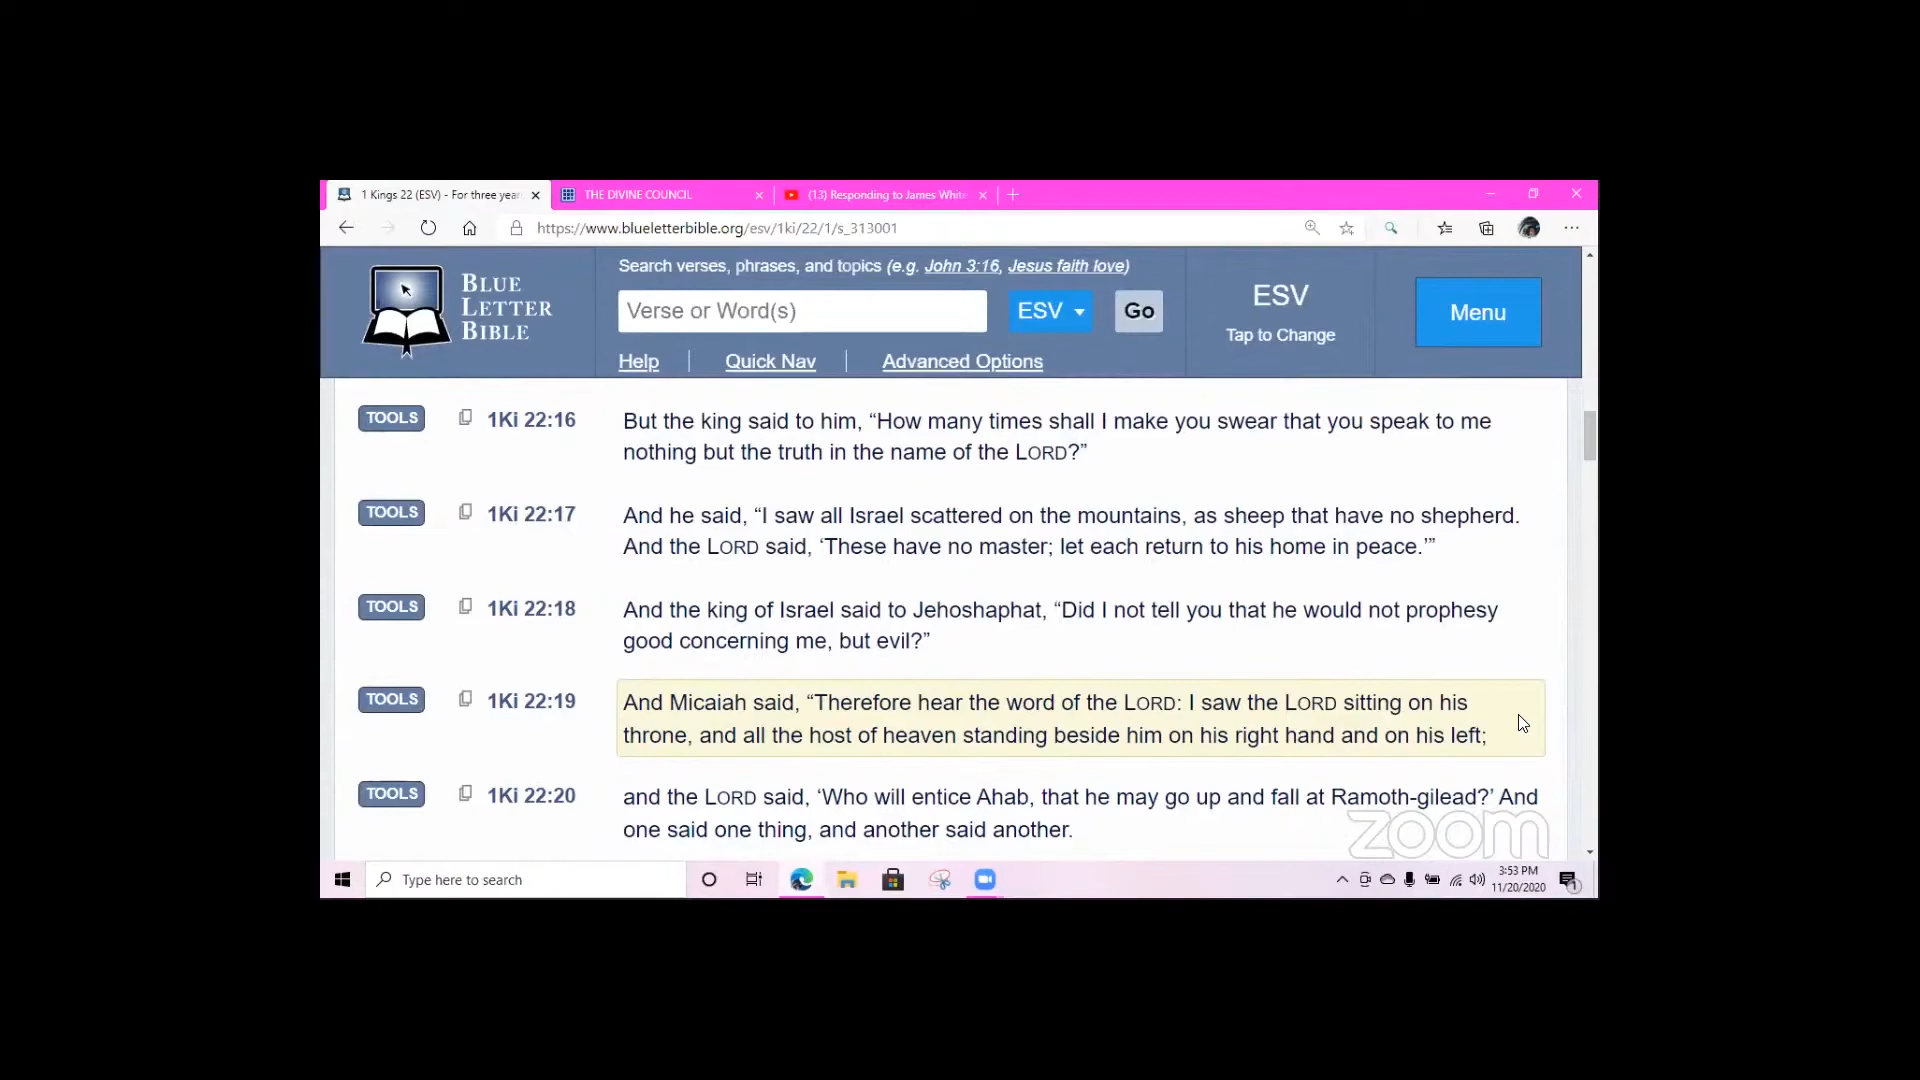 1 Kings 22 (ESV) - For three year
THE DIVINE COUNCIL
(13) Responding to James White
https://www.blueletterbible.org/esv/1ki/22/1/s_313001
BLUE
LETTER
BIBLE
Search verses, phrases, and topics (e.g. John 3:16, Jesus faith love)
Verse or Word(s)
ESV
Go
Help
Quick Nav
Advanced Options
ESV
Tap to Change
Menu
TOOLS 1Ki 22:16 But the king said to him, “How many times shall I make you swear that you speak to me
nothing but the truth in the name of the LORD?”
TOOLS 1Ki 22:17 And he said, “I saw all Israel scattered on the mountains, as sheep that have no shepherd.
And the LORD said, ‘These have no master; let each return to his home in peace.’”
TOOLS 1Ki 22:18 And the king of Israel said to Jehoshaphat, “Did I not tell you that he would not prophesy
good concerning me, but evil?”
TOOLS 1Ki 22:19 And Micaiah said, “Therefore hear the word of the LORD: I saw the LORD sitting on his
throne, and all the host of heaven standing beside him on his right hand and on his left;
TOOLS 1Ki 22:20 and the LORD said, ‘Who will entice Ahab, that he may go up and fall at Ramoth-gilead?’ And
one said one thing, and another said another.
zoom
Type here to search
3:53 PM
11/20/2020
1